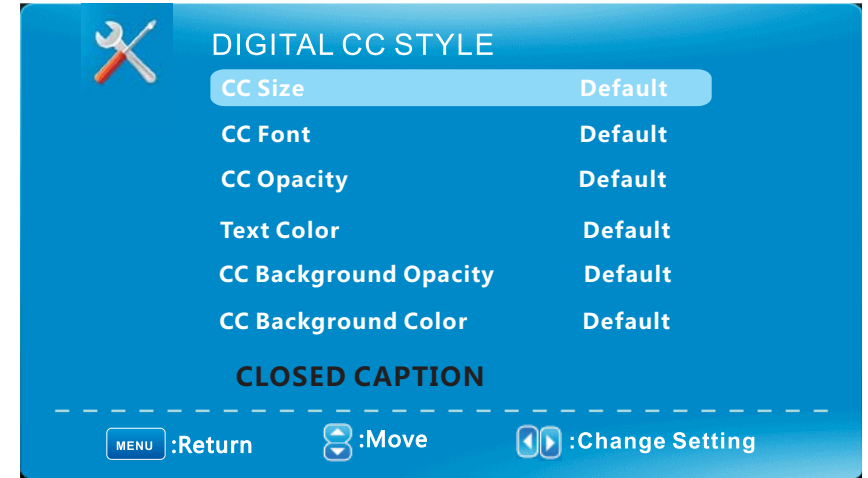 DIGITAL CC STYLE
CC Size Default
CC Font Default
CC Opacity Default
Text Color Default
CC Background Opacity Default
CC Background Color Default
CLOSED CAPTION
MENU :Return :Move :Change Setting